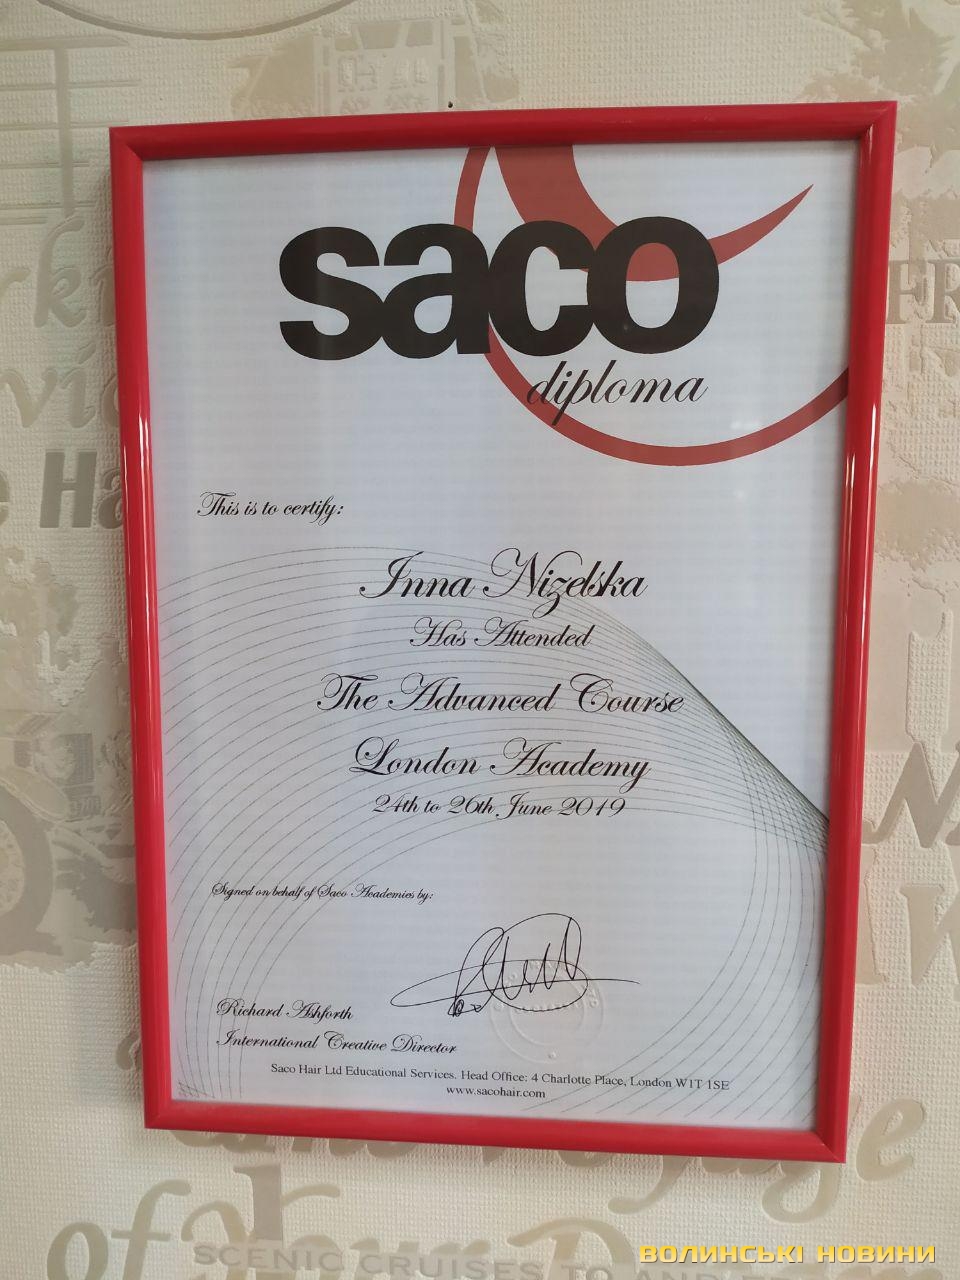 saco
diploma
This is to certify:
Inna Nizelska
Has Attended
The Advanced Course
London Academy
24th to 26th June 2019
Signed on behalf of Saco Academies by:
Richard Ashforth
International Creative Director
Saco Hair Ltd Educational Services. Head Office: 4 Charlotte Place, London W1T 1SE
www.sacohair.com
SCENIC CRUISES TO AND
ВОЛИНСЬКІ НОВИНИ